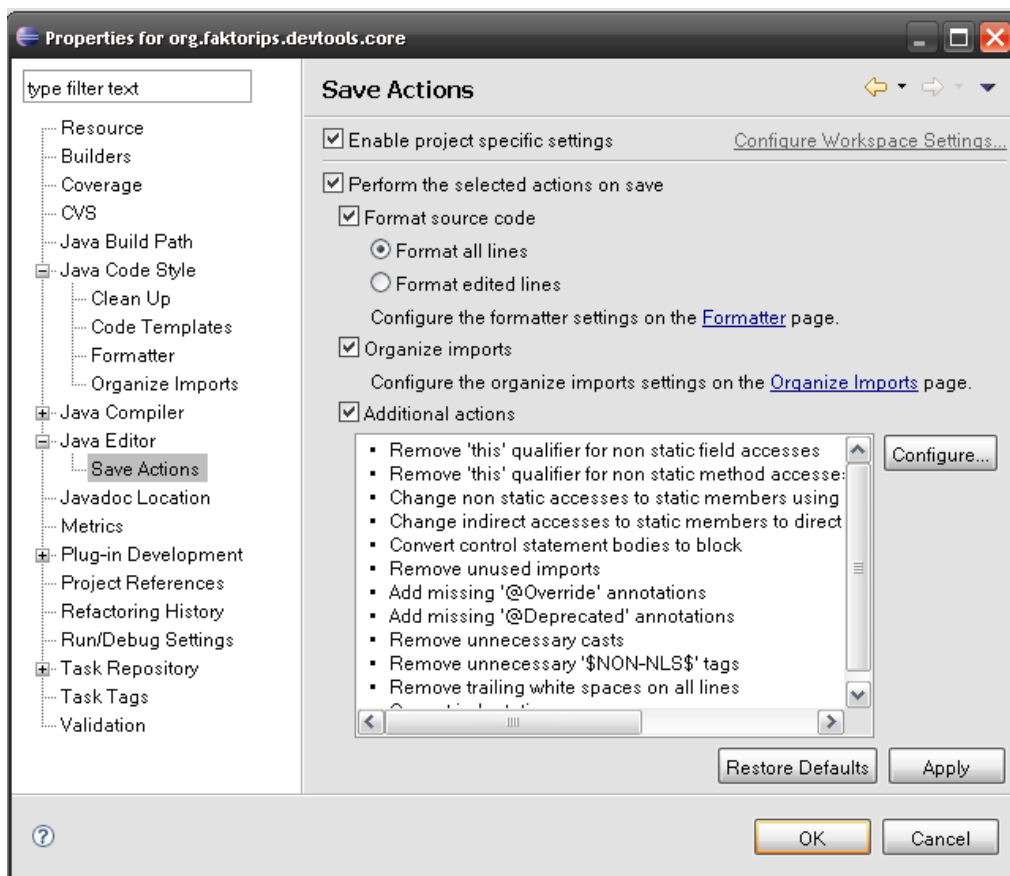 Properties for org.faktorips.devtools.core
type filter text
Resource
Builders
Coverage
CVS
Java Build Path
Java Code Style
Clean Up
Code Templates
Formatter
Organize Imports
Java Compiler
Java Editor
Save Actions
Javadoc Location
Metrics
Plug-in Development
Project References
Refactoring History
Run/Debug Settings
Task Repository
Task Tags
Validation
Save Actions
Enable project specific settings
Configure Workspace Settings...
Perform the selected actions on save
Format source code
Format all lines
Format edited lines
Configure the formatter settings on the Formatter page.
Organize imports
Configure the organize imports settings on the Organize Imports page.
Additional actions
Remove 'this' qualifier for non static field accesses
Remove 'this' qualifier for non static method accesses
Change non static accesses to static members using
Change indirect accesses to static members to direct
Convert control statement bodies to block
Remove unused imports
Add missing '@Override' annotations
Add missing '@Deprecated' annotations
Remove unnecessary casts
Remove unnecessary '$NON-NLS$' tags
Remove trailing white spaces on all lines
Configure...
Restore Defaults
Apply
OK
Cancel